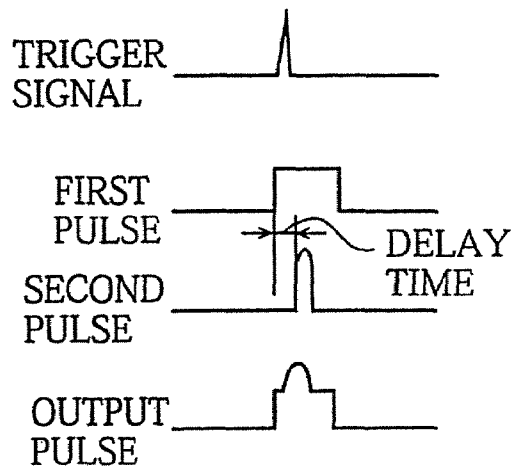 TRIGGER
SIGNAL
FIRST
PULSE
DELAY
TIME
SECOND
PULSE
OUTPUT
PULSE